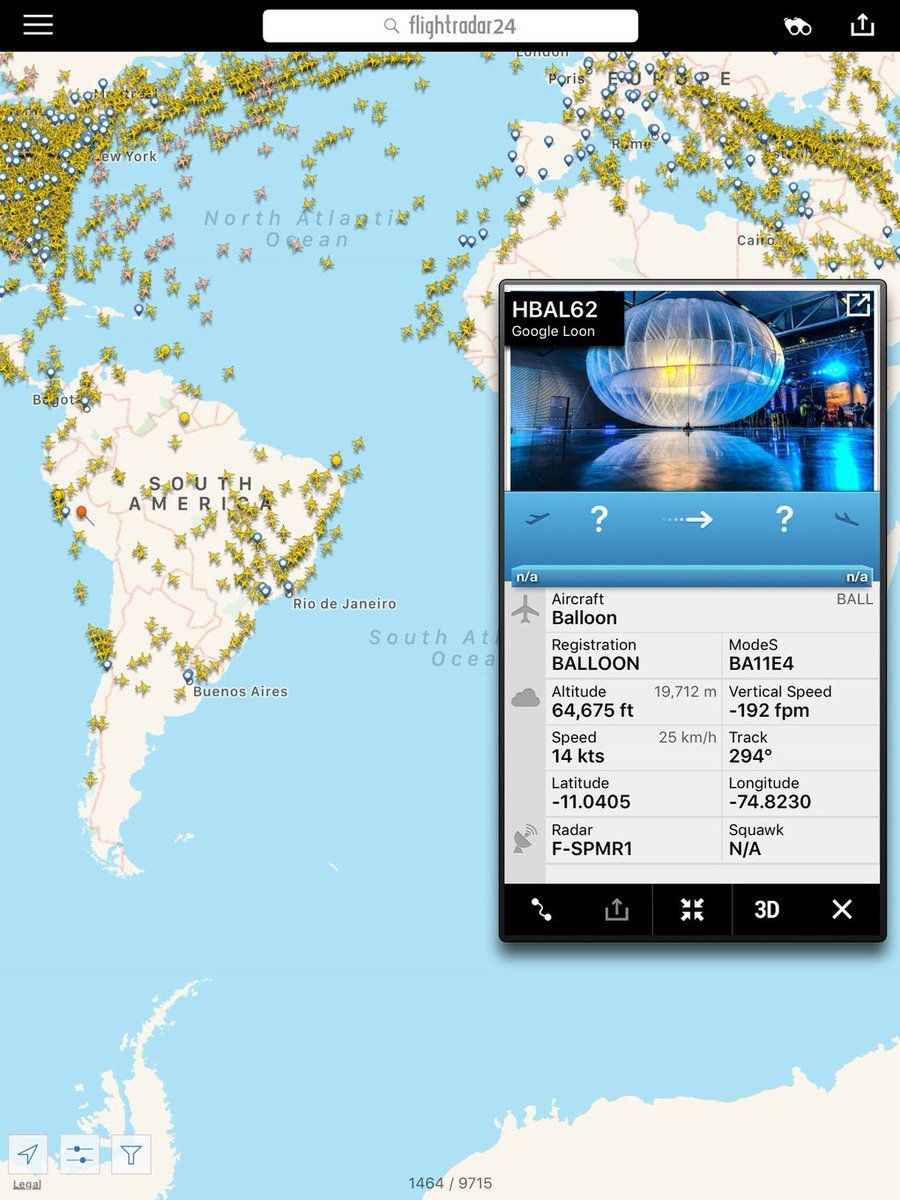 flightradar24
London
Paris
EUROPE
ew York
Rome
North Atlantic
Ocean
Cairo
HBAL62
Google Loon
Bogot
SOUTH
AMERICA
? ?
n/a n/a
Aircraft BALL
Balloon
Rio de Janeiro
Registration ModeS
BALLOON BA11E4
South Atl
Ocea
Altitude 19,712 m Vertical Speed
64,675 ft -192 fpm
Buenos Aires
Speed 25 km/h Track
14 kts 294°
Latitude Longitude
-11.0405 -74.8230
Radar Squawk
F-SPMR1 N/A
3D
Legal
1464 / 9715